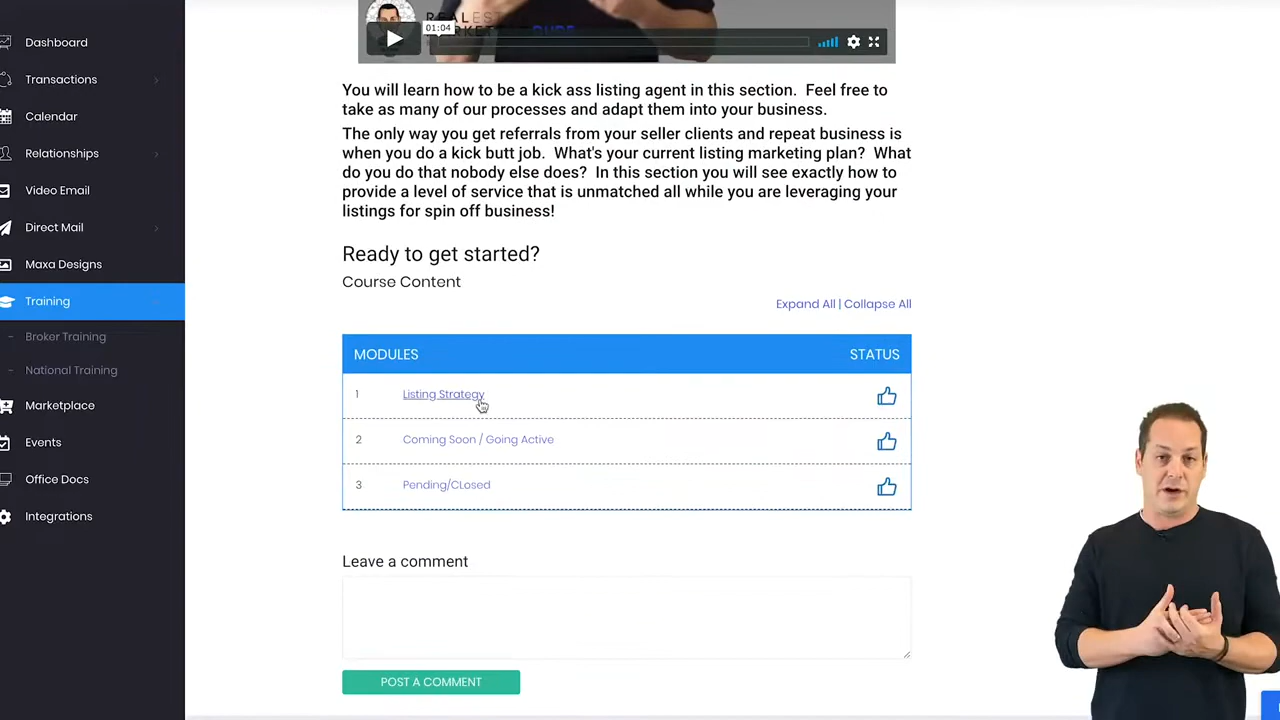 Dashboard
Transactions
Calendar
Relationships
Video Email
Direct Mail
Maxa Designs
Training
Broker Training
National Training
Marketplace
Events
Office Docs
Integrations
01:04
You will learn how to be a kick ass listing agent in this section. Feel free to
take as many of our processes and adapt them into your business.
The only way you get referrals from your seller clients and repeat business is
when you do a kick butt job. What's your current listing marketing plan? What
do you do that nobody else does? In this section you will see exactly how to
provide a level of service that is unmatched all while you are leveraging your
listings for spin off business!
Ready to get started?
Course Content
Expand All | Collapse All
MODULES STATUS
1 Listing Strategy
2 Coming Soon / Going Active
3 Pending/CLosed
Leave a comment
POST A COMMENT